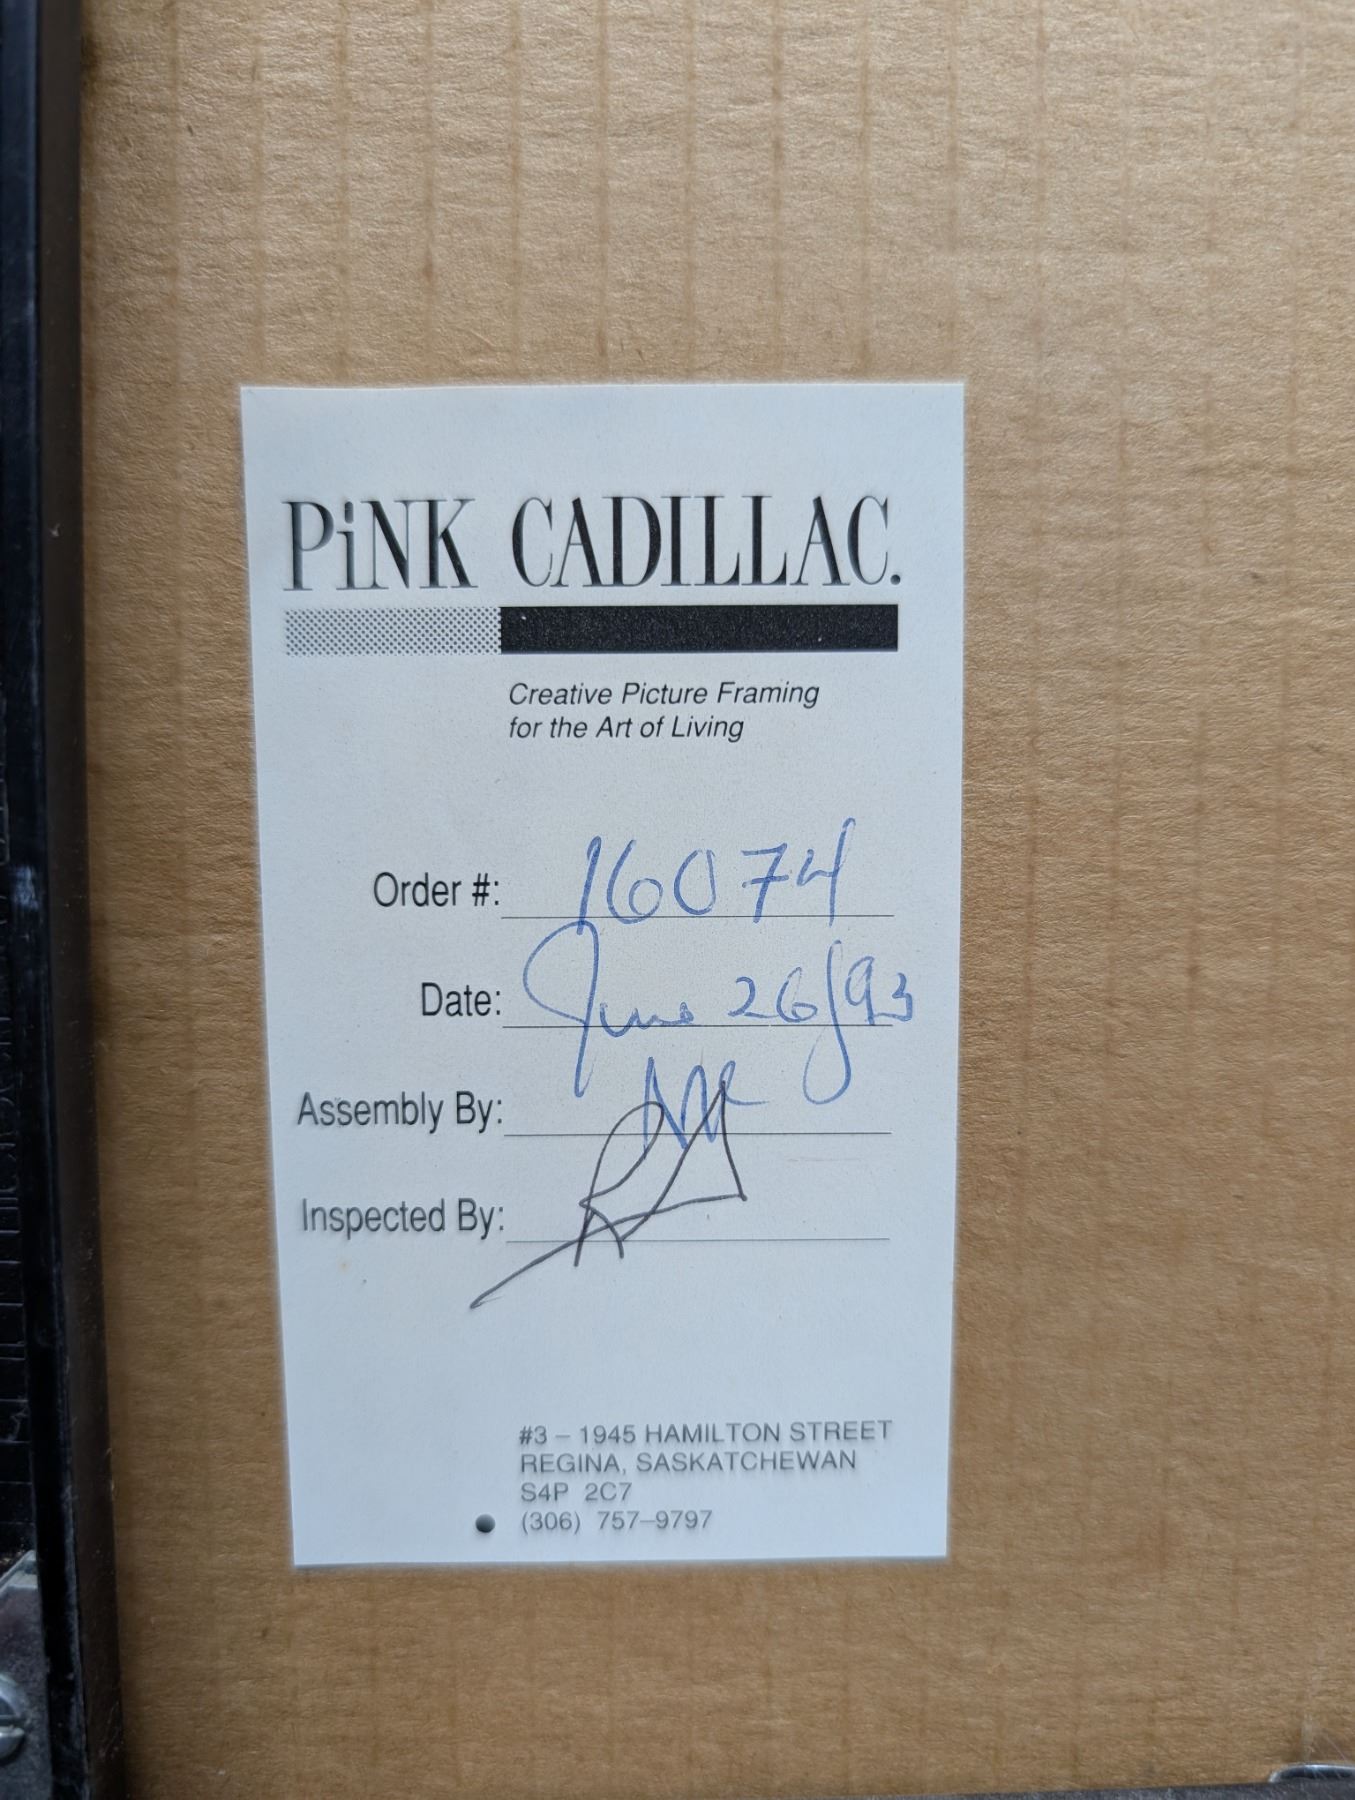 PiNK CADILLAC.
Creative Picture Framing
for the Art of Living
Order #: 16074
Date: June 26/93
Assembly By:
Inspected By:
#3 – 1945 HAMILTON STREET
REGINA, SASKATCHEWAN
S4P 2C7
(306) 757–9797